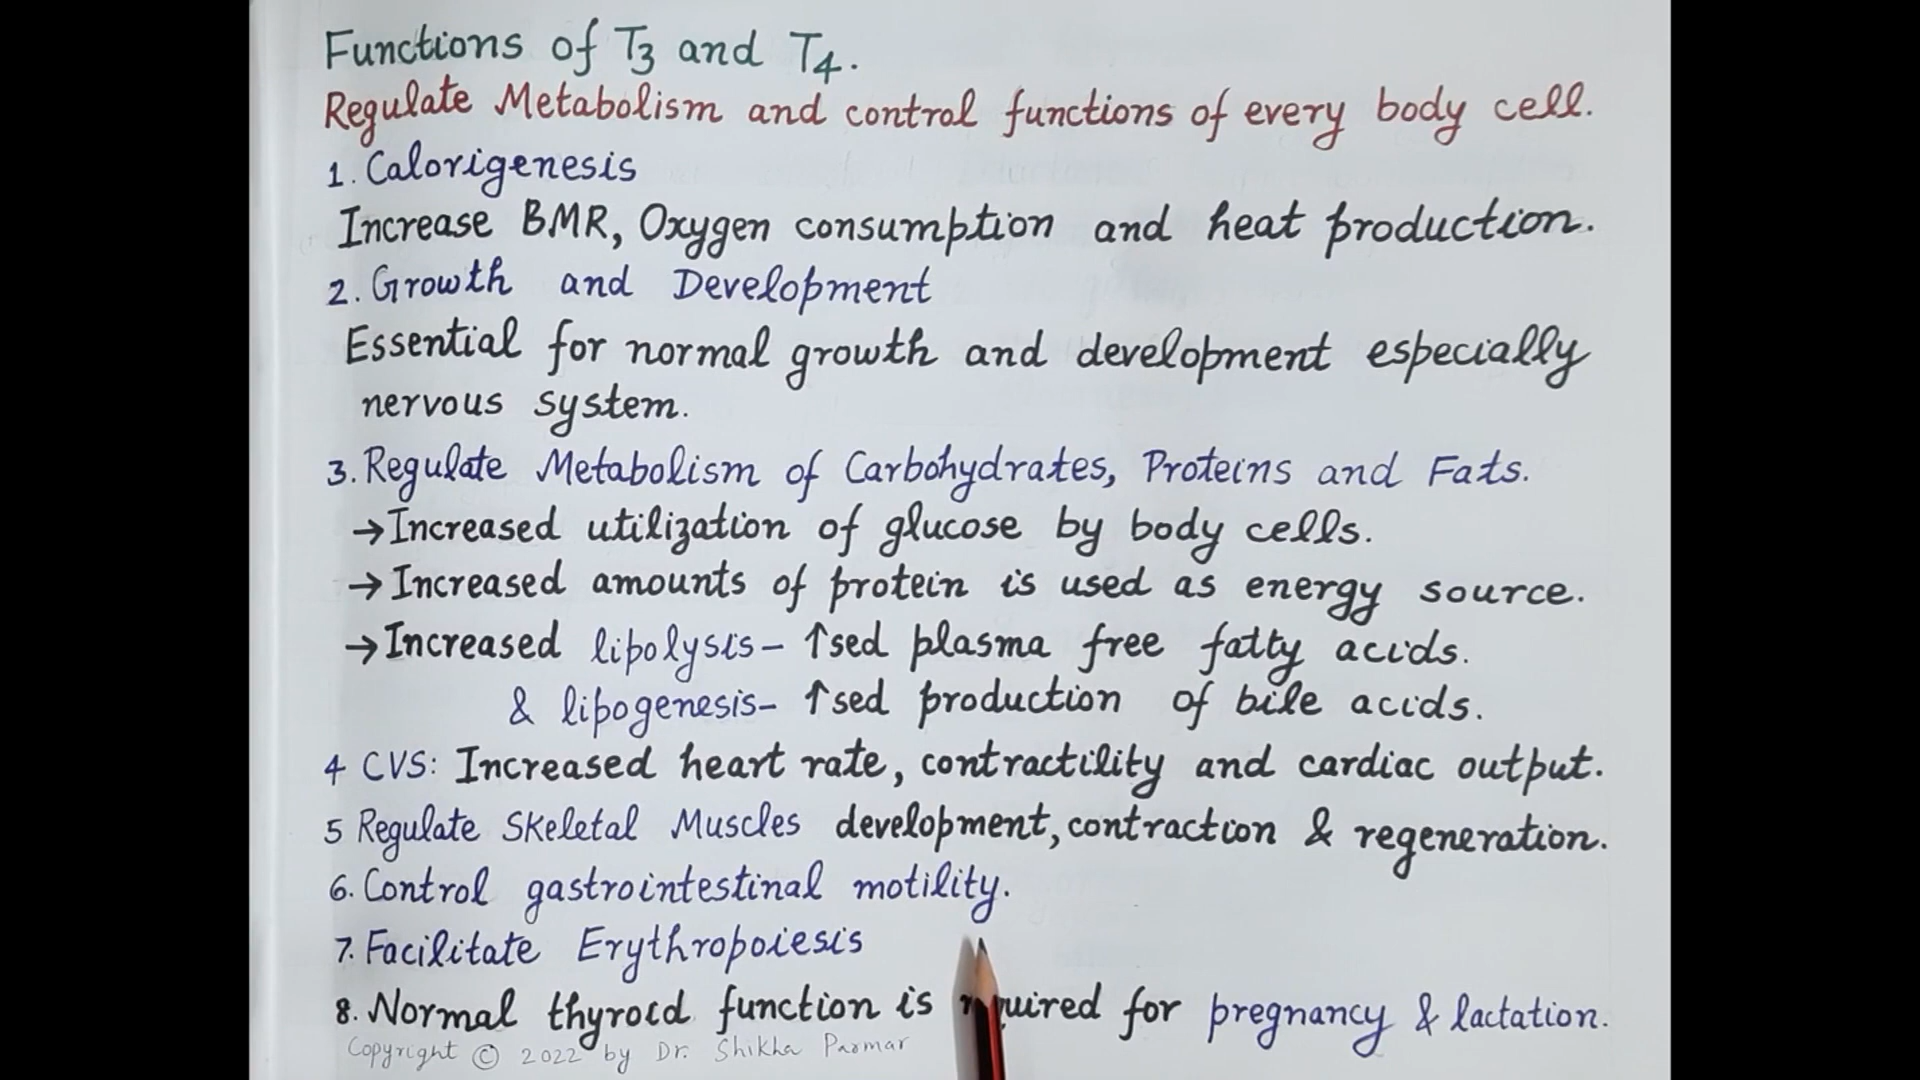 Functions of T3 and T4.
Regulate Metabolism and control functions of every body cell.
1. Calorigenesis
Increase BMR, Oxygen consumption and heat production.
2. Growth and Development
Essential for normal growth and development especially
nervous system.
3. Regulate Metabolism of Carbohydrates, Proteins and Fats.
→ Increased utilization of glucose by body cells.
→ Increased amounts of protein is used as energy source.
→ Increased lipolysis - ↑sed plasma free fatty acids.
& lipogenesis - ↑sed production of bile acids.
4 CVS: Increased heart rate, contractility and cardiac output.
5 Regulate Skeletal Muscles development, contraction & regeneration.
6. Control gastrointestinal motility.
7. Facilitate Erythropoiesis
8. Normal thyroid function is required for pregnancy & lactation.
Copyright © 2022 by Dr. Shikha Parmar